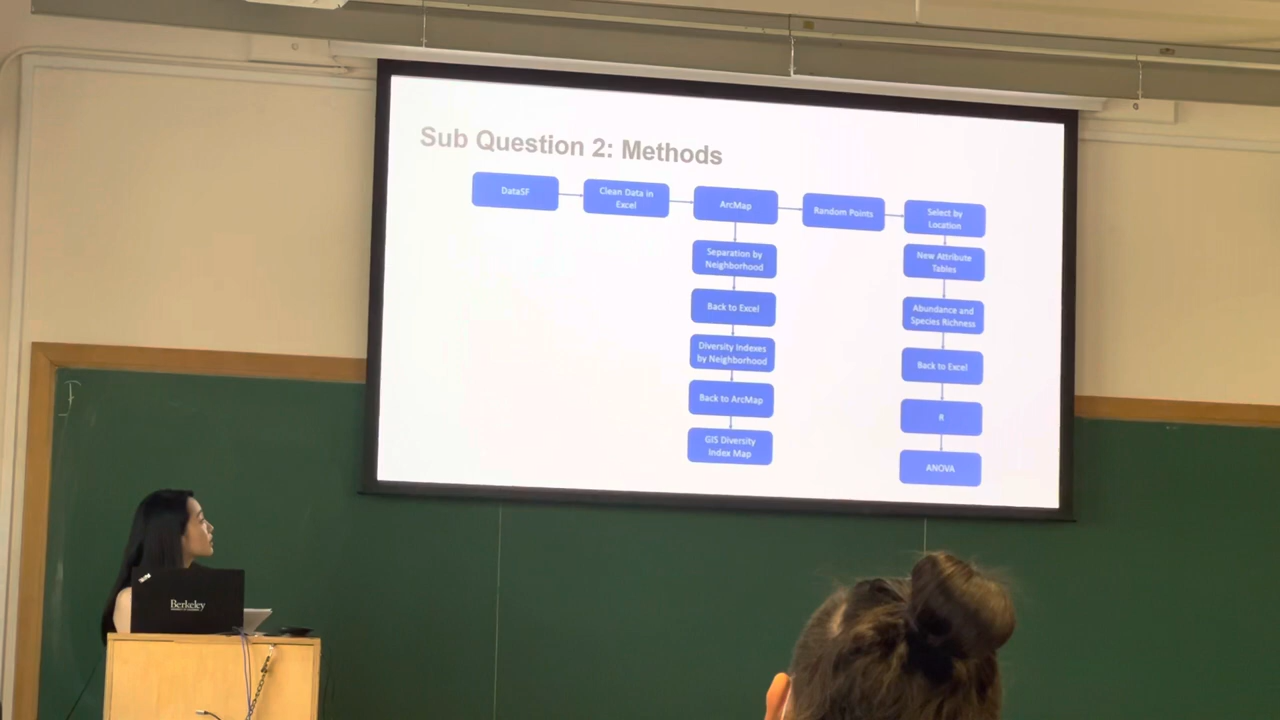 Sub Question 2: Methods
DataSF
Clean Data in
Excel
ArcMap
Random Points
Select by
Location
Separation by
Neighborhood
Back to Excel
Diversity Indexes
by Neighborhood
Back to ArcMap
GIS Diversity
Index Map
New Attribute
Tables
Abundance and
Species Richness
Back to Excel
R
ANOVA
Berkeley